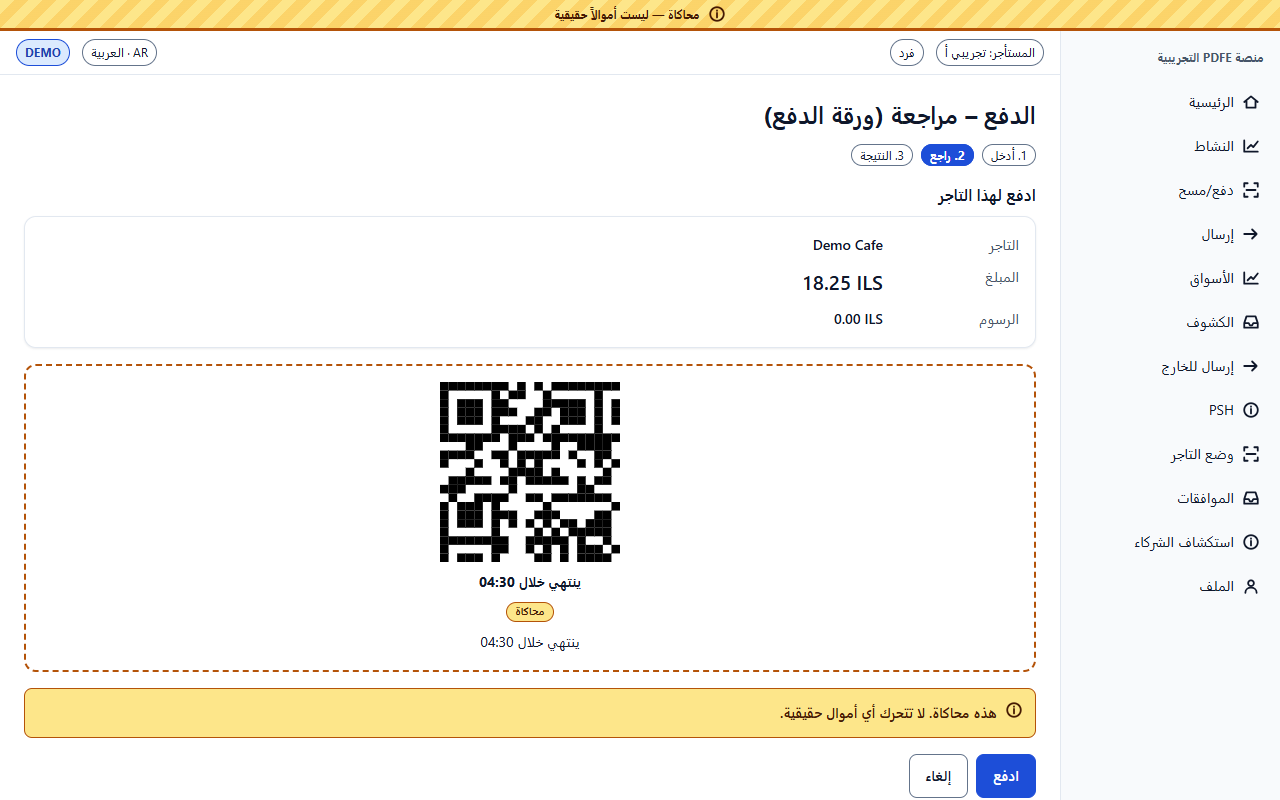 محاكاة — ليست أموالاً حقيقية
منصة PDFE التجريبية
الرئيسية
النشاط
دفع/مسح
إرسال
الأسواق
الكشوف
إرسال للخارج
PSH
وضع التاجر
الموافقات
استكشاف الشركاء
الملف
المستأجر: تجريبي أ
فرد
AR · العربية
DEMO
الدفع – مراجعة (ورقة الدفع)
1. أدخل
2. راجع
3. النتيجة
ادفع لهذا التاجر
التاجر Demo Cafe
المبلغ 18.25 ILS
الرسوم 0.00 ILS
ينتهي خلال 04:30
محاكاة
ينتهي خلال 04:30
هذه محاكاة. لا تتحرك أي أموال حقيقية.
ادفع
إلغاء